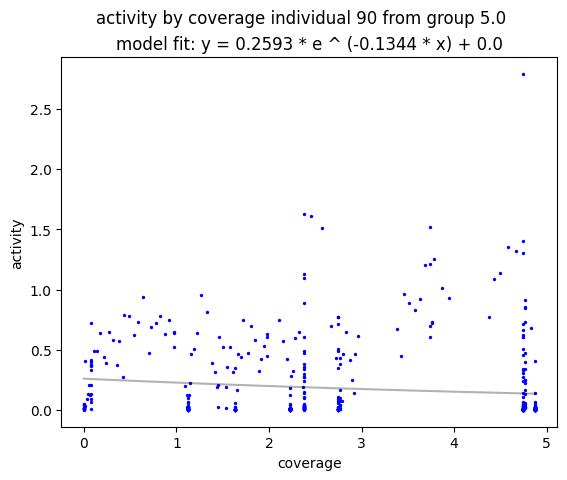 activity by coverage individual 90 from group 5.0
model fit: y = 0.2593 * e ^ (-0.1344 * x) + 0.0
2.5
2.0
1.5
1.0
0.5
0.0
activity
0 1 2 3 4 5
coverage